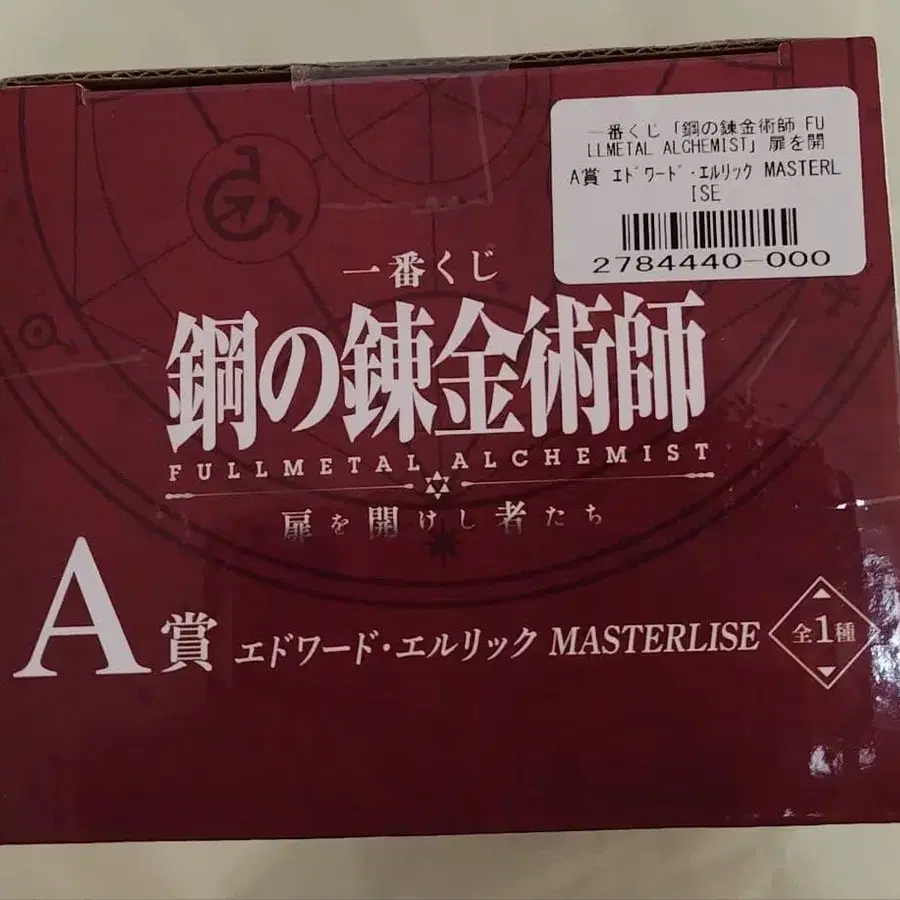 一番くじ「鋼の錬金術師 FU
LLMETAL ALCHEMIST」扉を開
A賞 ｴﾄﾞﾜｰﾄﾞ・ｴﾙﾘｯｸ MASTERL
ISE
2784440-000
一番くじ
鋼の錬金術師
FULLMETAL ALCHEMIST
扉を開けし者たち
A賞 エドワード・エルリック MASTERLISE 全1種